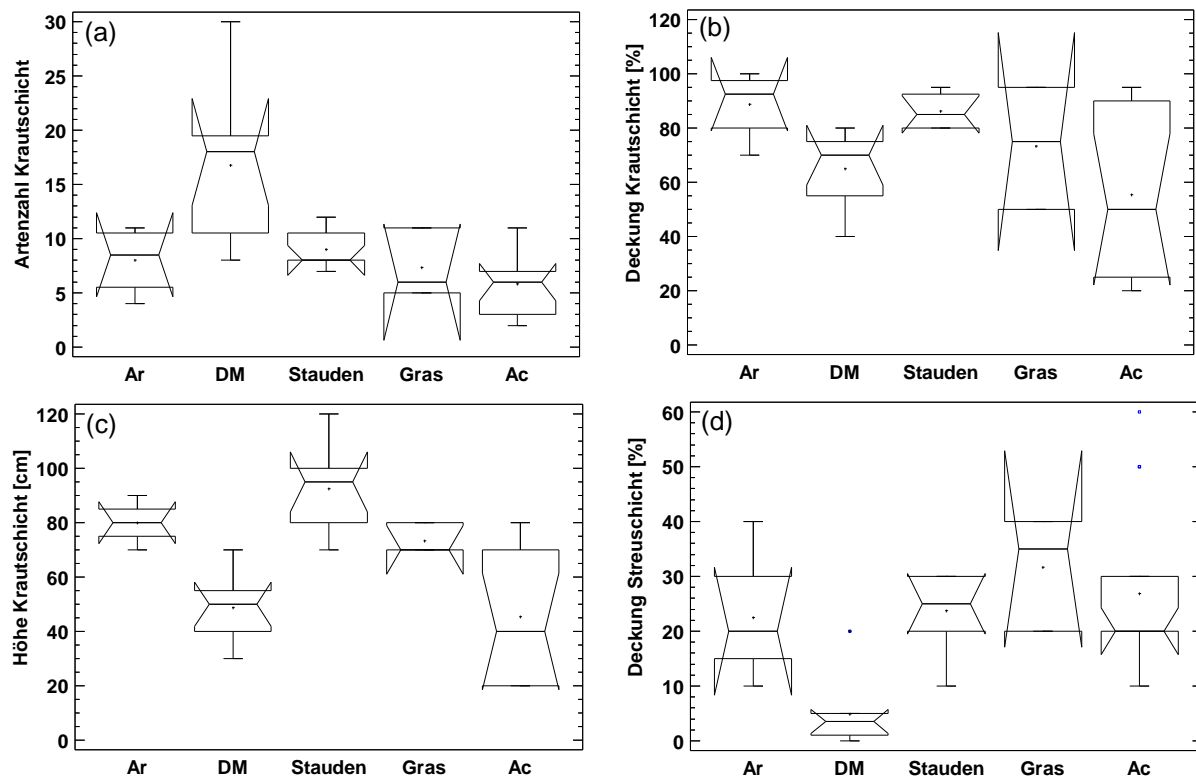 (a)
Artenzahl Krautschicht
30
25
20
15
10
5
0
Ar DM Stauden Gras Ac
(b)
Deckung Krautschicht [%]
120
100
80
60
40
20
0
Ar DM Stauden Gras Ac
(c)
Höhe Krautschicht [cm]
120
100
80
60
40
20
0
Ar DM Stauden Gras Ac
(d)
Deckung Streuschicht [%]
60
50
40
30
20
10
0
Ar DM Stauden Gras Ac